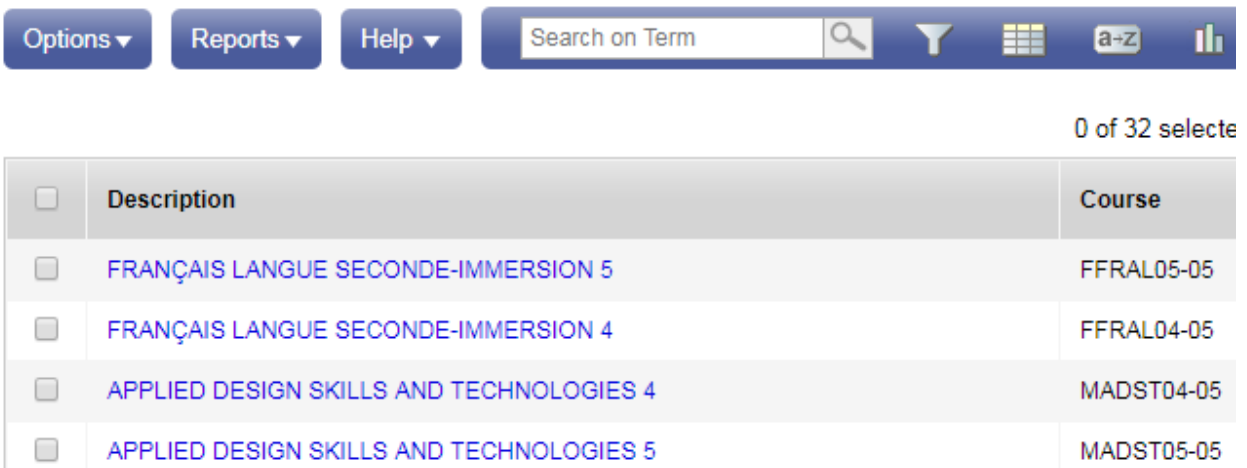 Options Reports Help Search on Term a→z
0 of 32 selecte
Description Course
FRANÇAIS LANGUE SECONDE-IMMERSION 5 FFRAL05-05
FRANÇAIS LANGUE SECONDE-IMMERSION 4 FFRAL04-05
APPLIED DESIGN SKILLS AND TECHNOLOGIES 4 MADST04-05
APPLIED DESIGN SKILLS AND TECHNOLOGIES 5 MADST05-05